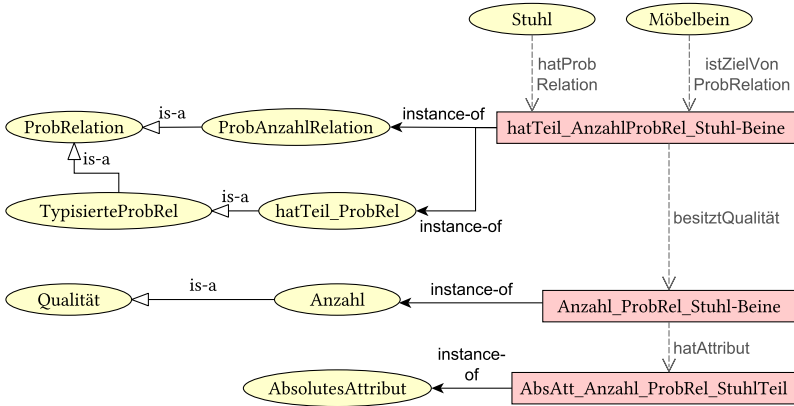 Stuhl
Möbelbein
hatProb
Relation
istZielVon
ProbRelation
ProbRelation
is-a
ProbAnzahlRelation
instance-of
hatTeil_AnzahlProbRel_Stuhl-Beine
is-a
TypisierteProbRel
is-a
hatTeil_ProbRel
instance-of
besitztQualität
Qualität
is-a
Anzahl
instance-of
Anzahl_ProbRel_Stuhl-Beine
hatAttribut
AbsolutesAttribut
instance-
of
AbsAtt_Anzahl_ProbRel_StuhlTeil